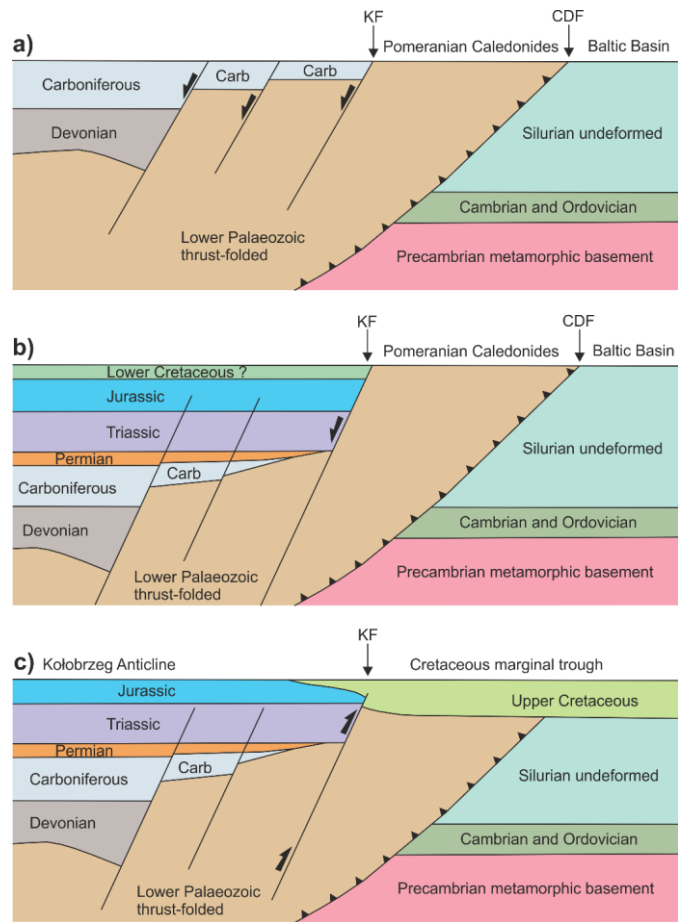 a)
KF
Pomeranian Caledonides
CDF
Baltic Basin
Carboniferous
Carb
Carb
Devonian
Silurian undeformed
Cambrian and Ordovician
Lower Palaeozoic
thrust-folded
Precambrian metamorphic basement
b)
KF
Pomeranian Caledonides
CDF
Baltic Basin
Lower Cretaceous ?
Jurassic
Triassic
Permian
Carb
Carboniferous
Silurian undeformed
Devonian
Cambrian and Ordovician
Lower Palaeozoic
thrust-folded
Precambrian metamorphic basement
c)
Kołobrzeg Anticline
KF
Cretaceous marginal trough
Jurassic
Upper Cretaceous
Triassic
Permian
Carb
Carboniferous
Silurian undeformed
Devonian
Cambrian and Ordovician
Lower Palaeozoic
thrust-folded
Precambrian metamorphic basement